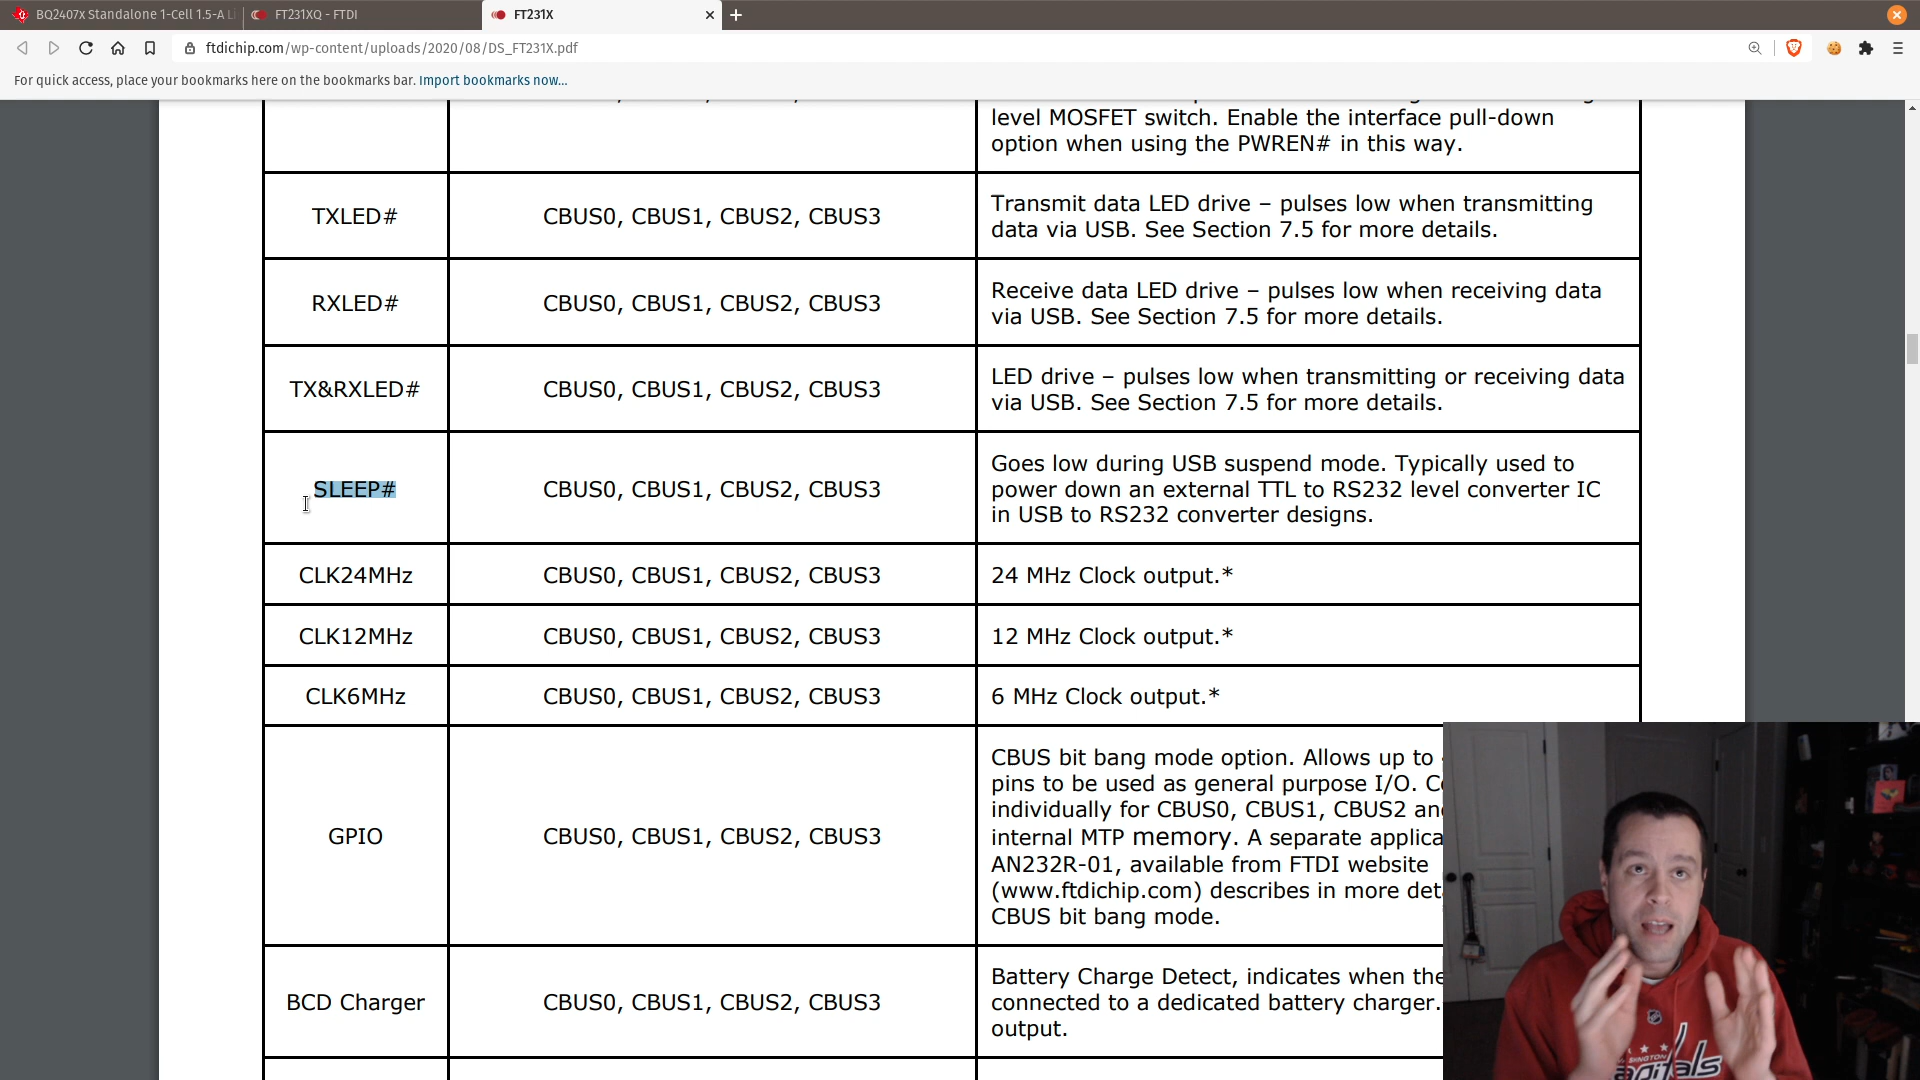 BQ2407x Standalone 1-Cell 1.5-A L
FT231XQ - FTDI
FT231X
ftdichip.com/wp-content/uploads/2020/08/DS_FT231X.pdf
For quick access, place your bookmarks here on the bookmarks bar. Import bookmarks now...
level MOSFET switch. Enable the interface pull-down
option when using the PWREN# in this way.
TXLED#
CBUS0, CBUS1, CBUS2, CBUS3
Transmit data LED drive – pulses low when transmitting
data via USB. See Section 7.5 for more details.
RXLED#
CBUS0, CBUS1, CBUS2, CBUS3
Receive data LED drive – pulses low when receiving data
via USB. See Section 7.5 for more details.
TX&RXLED#
CBUS0, CBUS1, CBUS2, CBUS3
LED drive – pulses low when transmitting or receiving data
via USB. See Section 7.5 for more details.
SLEEP#
CBUS0, CBUS1, CBUS2, CBUS3
Goes low during USB suspend mode. Typically used to
power down an external TTL to RS232 level converter IC
in USB to RS232 converter designs.
CLK24MHz
CBUS0, CBUS1, CBUS2, CBUS3
24 MHz Clock output.*
CLK12MHz
CBUS0, CBUS1, CBUS2, CBUS3
12 MHz Clock output.*
CLK6MHz
CBUS0, CBUS1, CBUS2, CBUS3
6 MHz Clock output.*
GPIO
CBUS0, CBUS1, CBUS2, CBUS3
CBUS bit bang mode option. Allows up to
pins to be used as general purpose I/O.
individually for CBUS0, CBUS1, CBUS2
internal MTP memory. A separate
AN232R-01, available from FTDI website
(www.ftdichip.com) describes in more
CBUS bit bang mode.
BCD Charger
CBUS0, CBUS1, CBUS2, CBUS3
Battery Charge Detect, indicates when the
connected to a dedicated battery charger.
output.